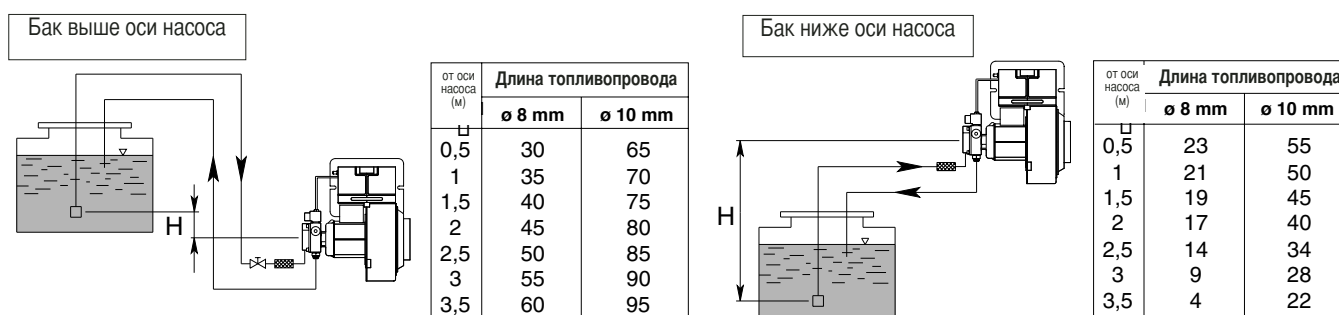 Бак выше оси насоса
H
от оси насоса (м) Длина топливопровода
ø 8 mm ø 10 mm
0,5 30 65
1 35 70
1,5 40 75
2 45 80
2,5 50 85
3 55 90
3,5 60 95
Бак ниже оси насоса
H
от оси насоса (м) Длина топливопровода
ø 8 mm ø 10 mm
0,5 23 55
1 21 50
1,5 19 45
2 17 40
2,5 14 34
3 9 28
3,5 4 22